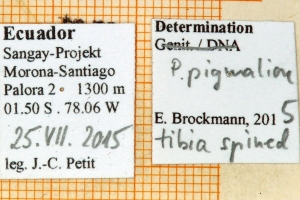 Ecuador
Sangay-Projekt
Morona-Santiago
Palora 2 · 1300 m
01.50 S . 78.06 W
25.VII. 2015
leg. J.-C. Petit
Determination
Genit. / DNA
P. pigmalion
E. Brockmann, 2015
tibia spined